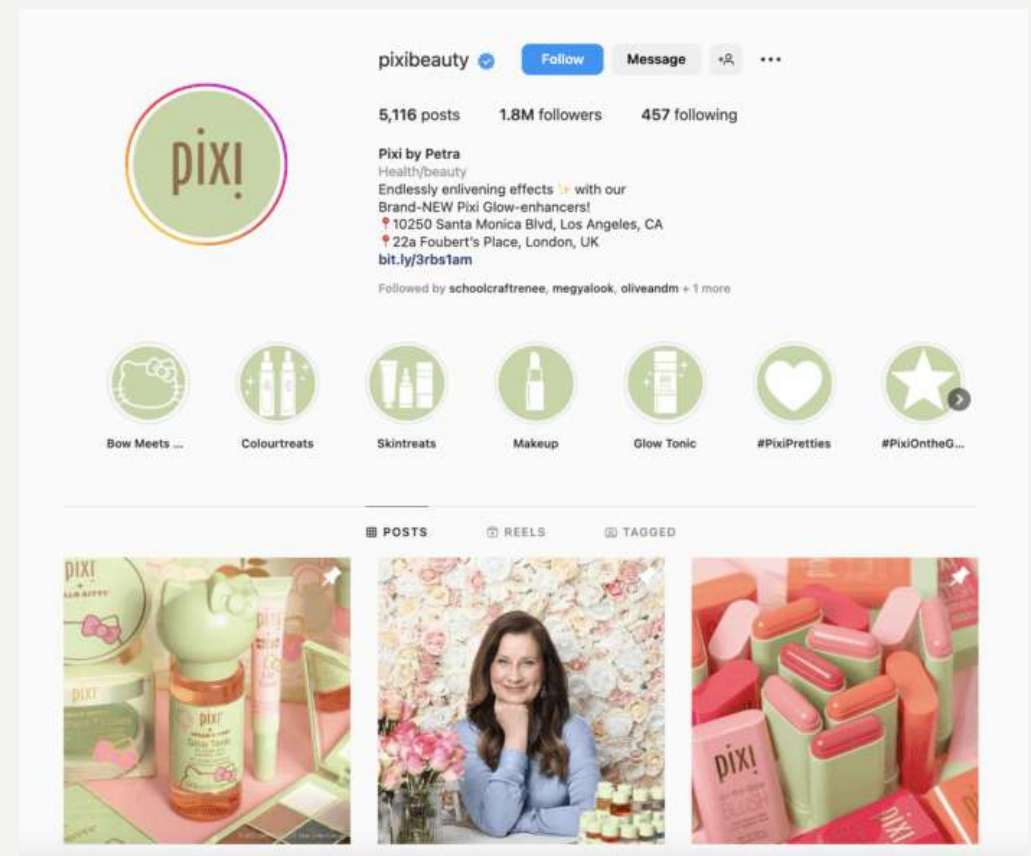 pixibeauty Follow Message
5,116 posts 1.8M followers 457 following
pixi
Pixi by Petra
Health/beauty
Endlessly enlivening effects ✨ with our
Brand-NEW Pixi Glow-enhancers!
📍10250 Santa Monica Blvd, Los Angeles, CA
📍22a Foubert's Place, London, UK
bit.ly/3rbs1am
Followed by schoolcraftrenee, megyalook, oliveandm + 1 more
Bow Meets ... Colourtreats Skintreats Makeup Glow Tonic #PixiPretties #PixiOntheG...
POSTS REELS TAGGED
PIXI
+
HELLO KITTY
PIXI
pixi
+
Glow Tonic
pixi
BLUSH
pixi